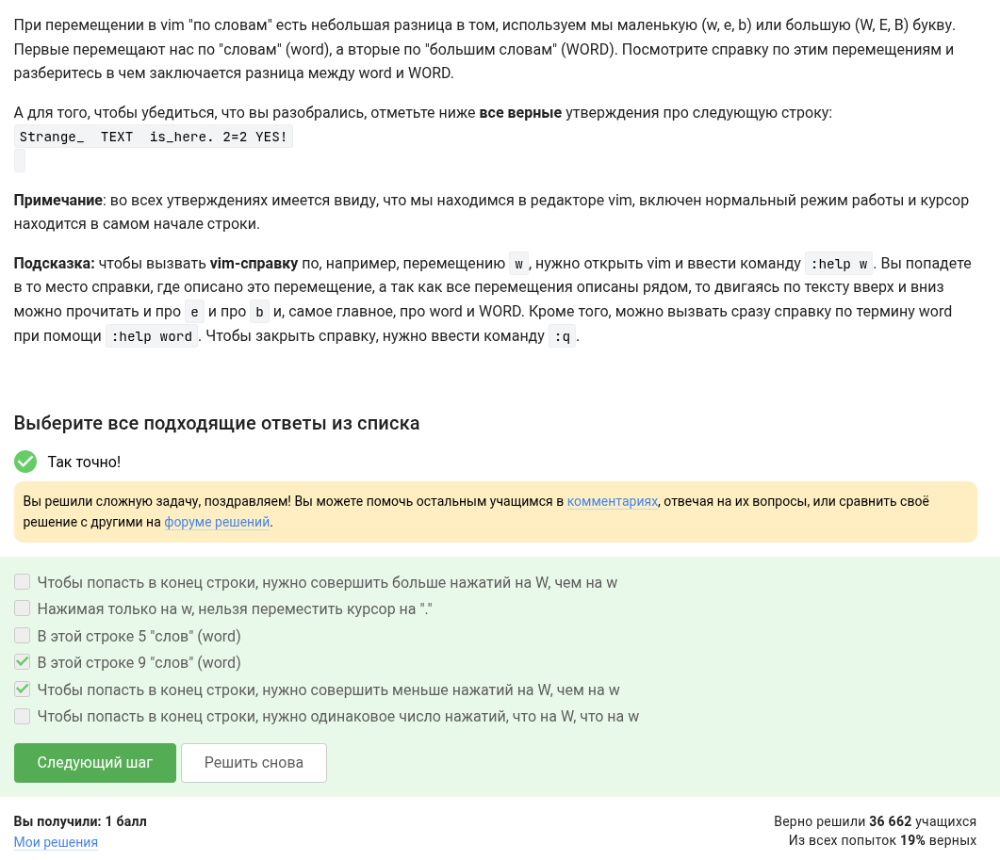 При перемещении в vim "по словам" есть небольшая разница в том, используем мы маленькую (w, e, b) или большую (W, E, B) букву.
Первые перемещают нас по "словам" (word), а вторые по "большим словам" (WORD). Посмотрите справку по этим перемещениям и
разберитесь в чем заключается разница между word и WORD.
А для того, чтобы убедиться, что вы разобрались, отметьте ниже все верные утверждения про следующую строку:
Strange_  TEXT  is_here. 2=2 YES!
Примечание: во всех утверждениях имеется ввиду, что мы находимся в редакторе vim, включен нормальный режим работы и курсор
находится в самом начале строки.
Подсказка: чтобы вызвать vim-справку по, например, перемещению w, нужно открыть vim и ввести команду :help w. Вы попадете
в то место справки, где описано это перемещение, а так как все перемещения описаны рядом, то двигаясь по тексту вверх и вниз
можно прочитать и про e и про b и, самое главное, про word и WORD. Кроме того, можно вызвать сразу справку по термину word
при помощи :help word. Чтобы закрыть справку, нужно ввести команду :q.
Выберите все подходящие ответы из списка
Так точно!
Вы решили сложную задачу, поздравляем! Вы можете помочь остальным учащимся в комментариях, отвечая на их вопросы, или сравнить своё
решение с другими на форуме решений.
Чтобы попасть в конец строки, нужно совершить больше нажатий на W, чем на w
Нажимая только на w, нельзя переместить курсор на "."
В этой строке 5 "слов" (word)
В этой строке 9 "слов" (word)
Чтобы попасть в конец строки, нужно совершить меньше нажатий на W, чем на w
Чтобы попасть в конец строки, нужно одинаковое число нажатий, что на W, что на w
Следующий шаг
Решить снова
Вы получили: 1 балл
Мои решения
Верно решили 36 662 учащихся
Из всех попыток 19% верных